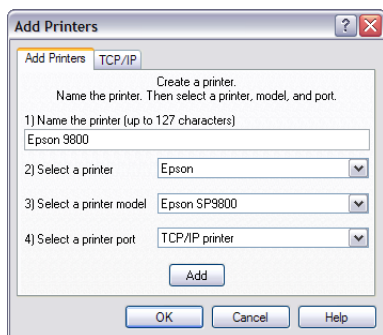 Add Printers
Add Printers TCP/IP
Create a printer.
Name the printer. Then select a printer, model, and port.
1) Name the printer (up to 127 characters)
Epson 9800
2) Select a printer Epson
3) Select a printer model Epson SP9800
4) Select a printer port TCP/IP printer
Add
OK Cancel Help